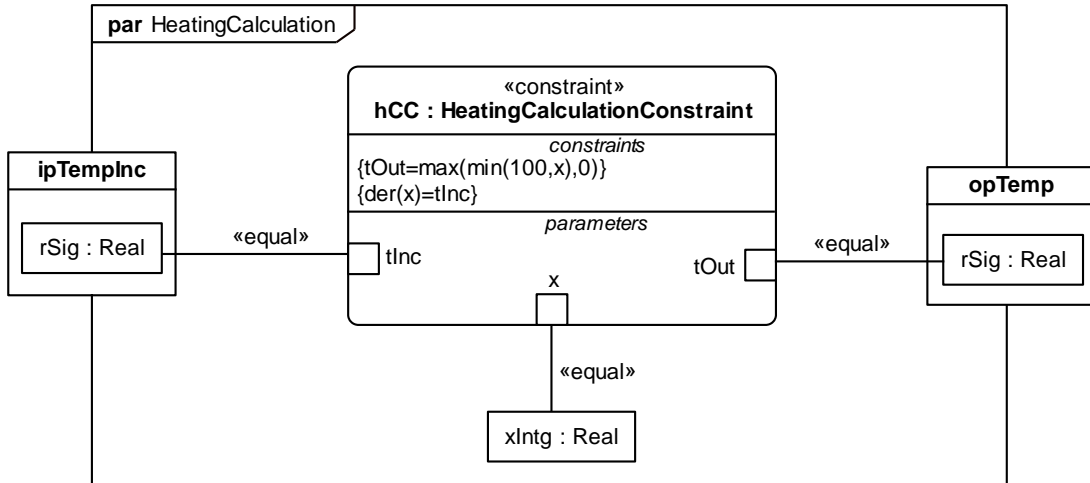 par HeatingCalculation
«constraint»
hCC : HeatingCalculationConstraint
constraints
{tOut=max(min(100,x),0)}
{der(x)=tInc}
parameters
ipTempInc
rSig : Real
«equal»
tInc
x
tOut
«equal»
opTemp
rSig : Real
«equal»
xIntg : Real